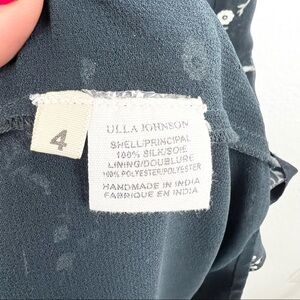 4
ULLA JOHNSON
SHELL/PRINCIPAL
100% SILK/SOIE
LINING/DOUBLURE
100% POLYESTER/POLYESTER
HANDMADE IN INDIA
FABRIQUE EN INDIA